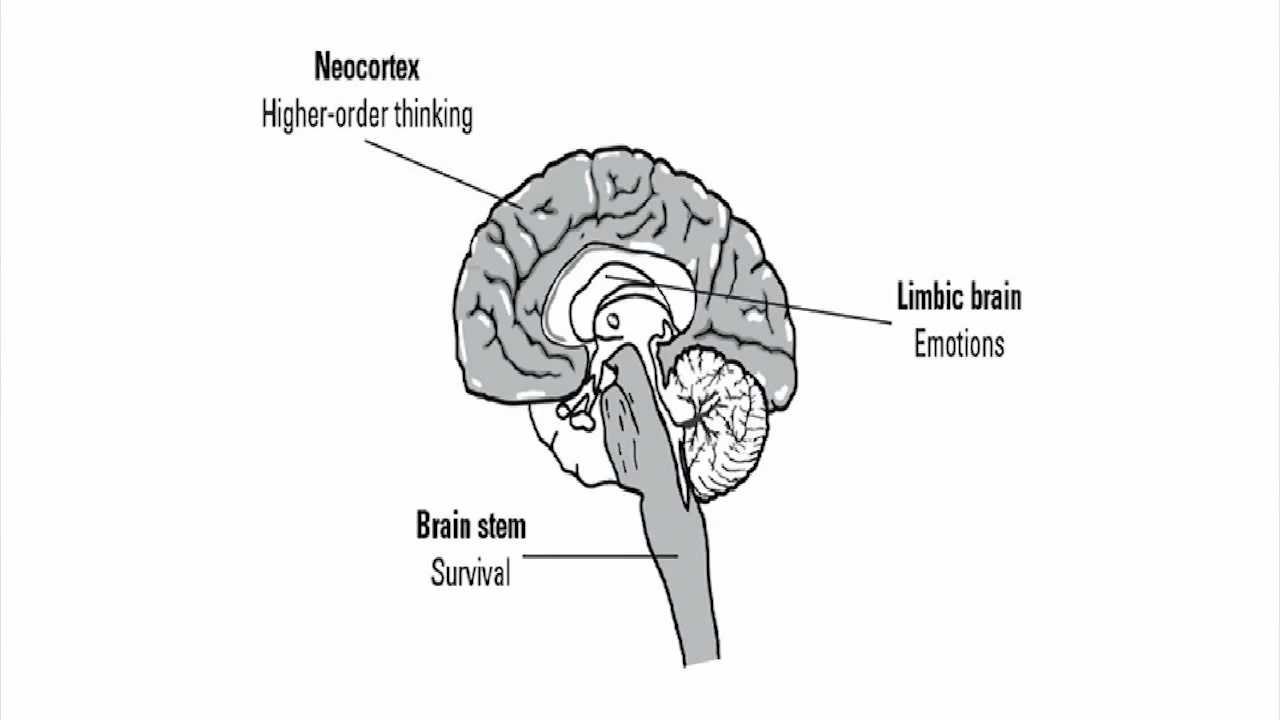 Neocortex
Higher-order thinking
Limbic brain
Emotions
Brain stem
Survival